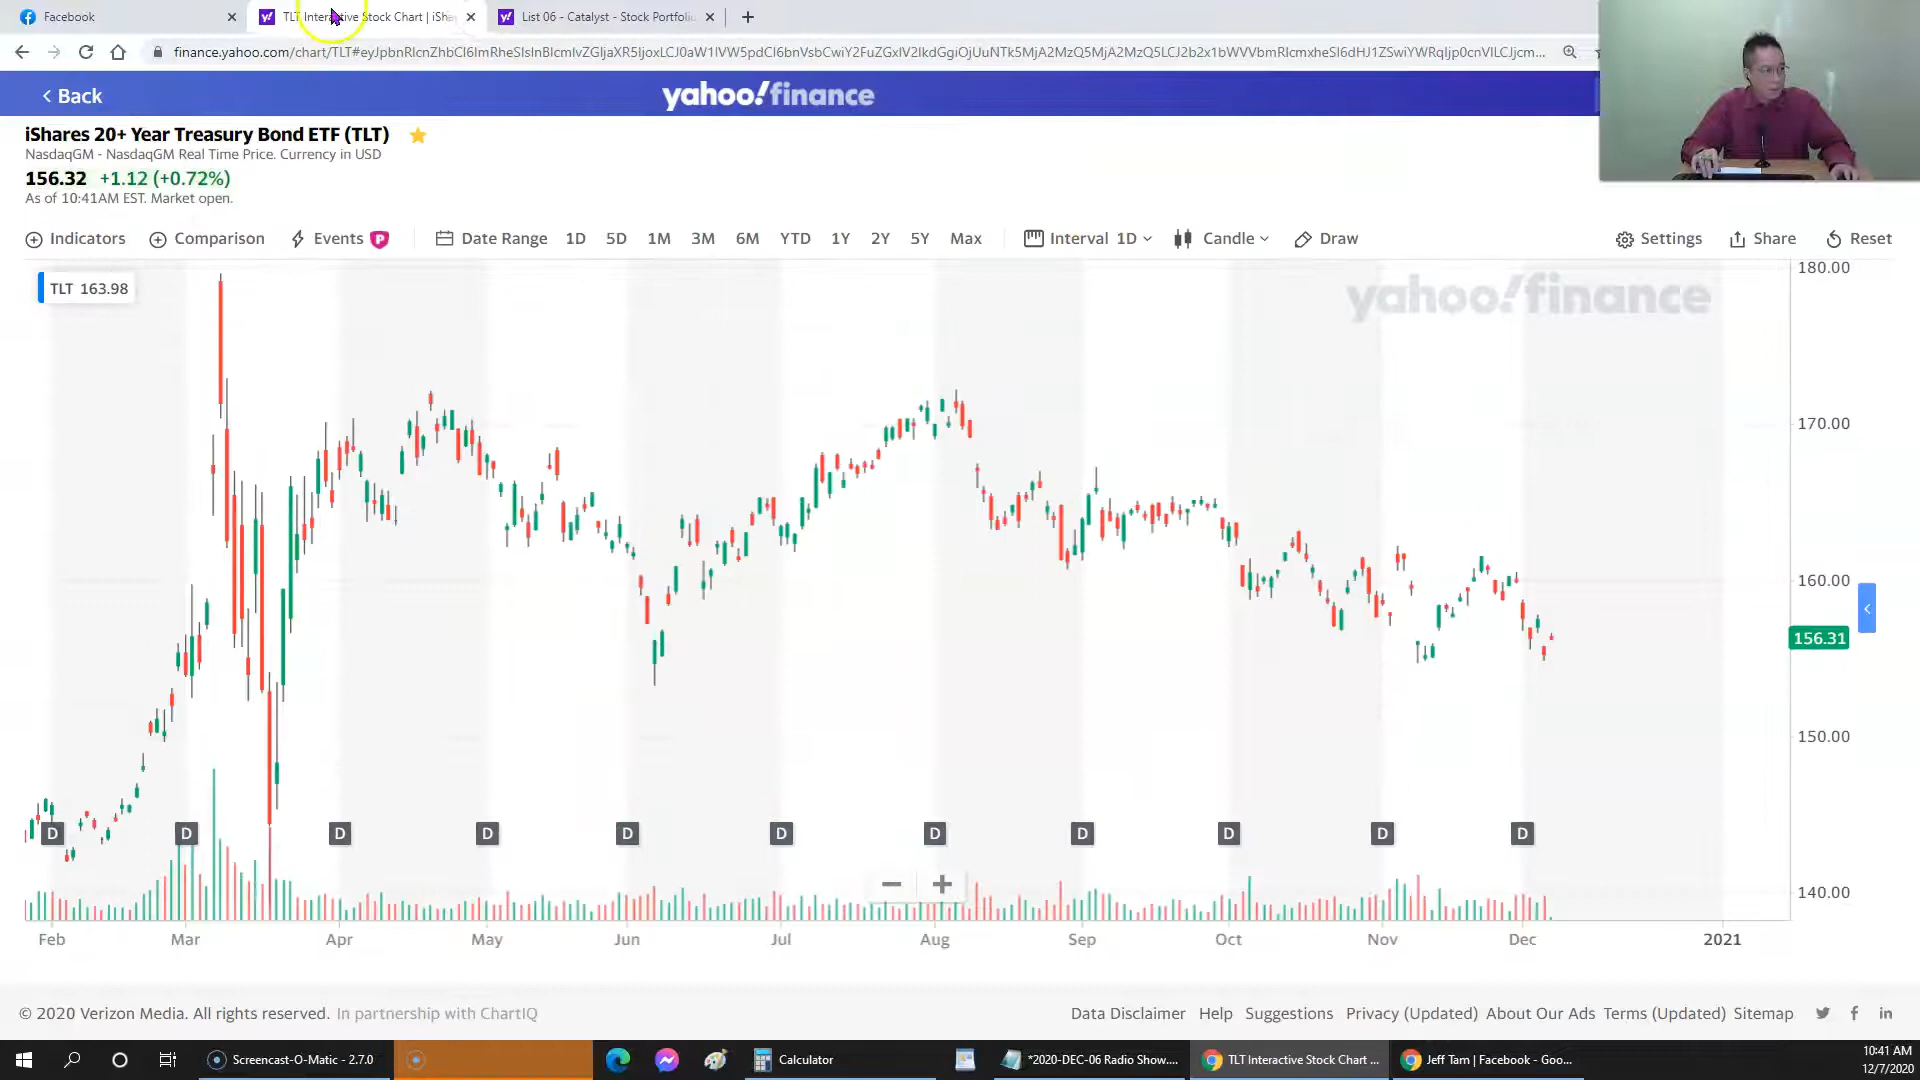 Facebook
TLT Interactive Stock Chart | iSha
List 06 - Catalyst - Stock Portfoli
finance.yahoo.com/chart/TLT#
Back
yahoo!finance
iShares 20+ Year Treasury Bond ETF (TLT)
NasdaqGM - NasdaqGM Real Time Price. Currency in USD
156.32 +1.12 (+0.72%)
As of 10:41AM EST. Market open.
Indicators Comparison Events P Date Range 1D 5D 1M 3M 6M YTD 1Y 2Y 5Y Max Interval 1D Candle Draw Settings Share Reset
TLT 163.98
yahoo!finance
180.00
170.00
160.00
156.31
150.00
140.00
D D D D D D D D D D D
Feb Mar Apr May Jun Jul Aug Sep Oct Nov Dec 2021
© 2020 Verizon Media. All rights reserved. In partnership with ChartIQ
Data Disclaimer Help Suggestions Privacy (Updated) About Our Ads Terms (Updated) Sitemap
Screencast-O-Matic - 2.7.0
Calculator
*2020-DEC-06 Radio Show....
TLT Interactive Stock Chart ...
Jeff Tam | Facebook - Goo...
10:41 AM
12/7/2020